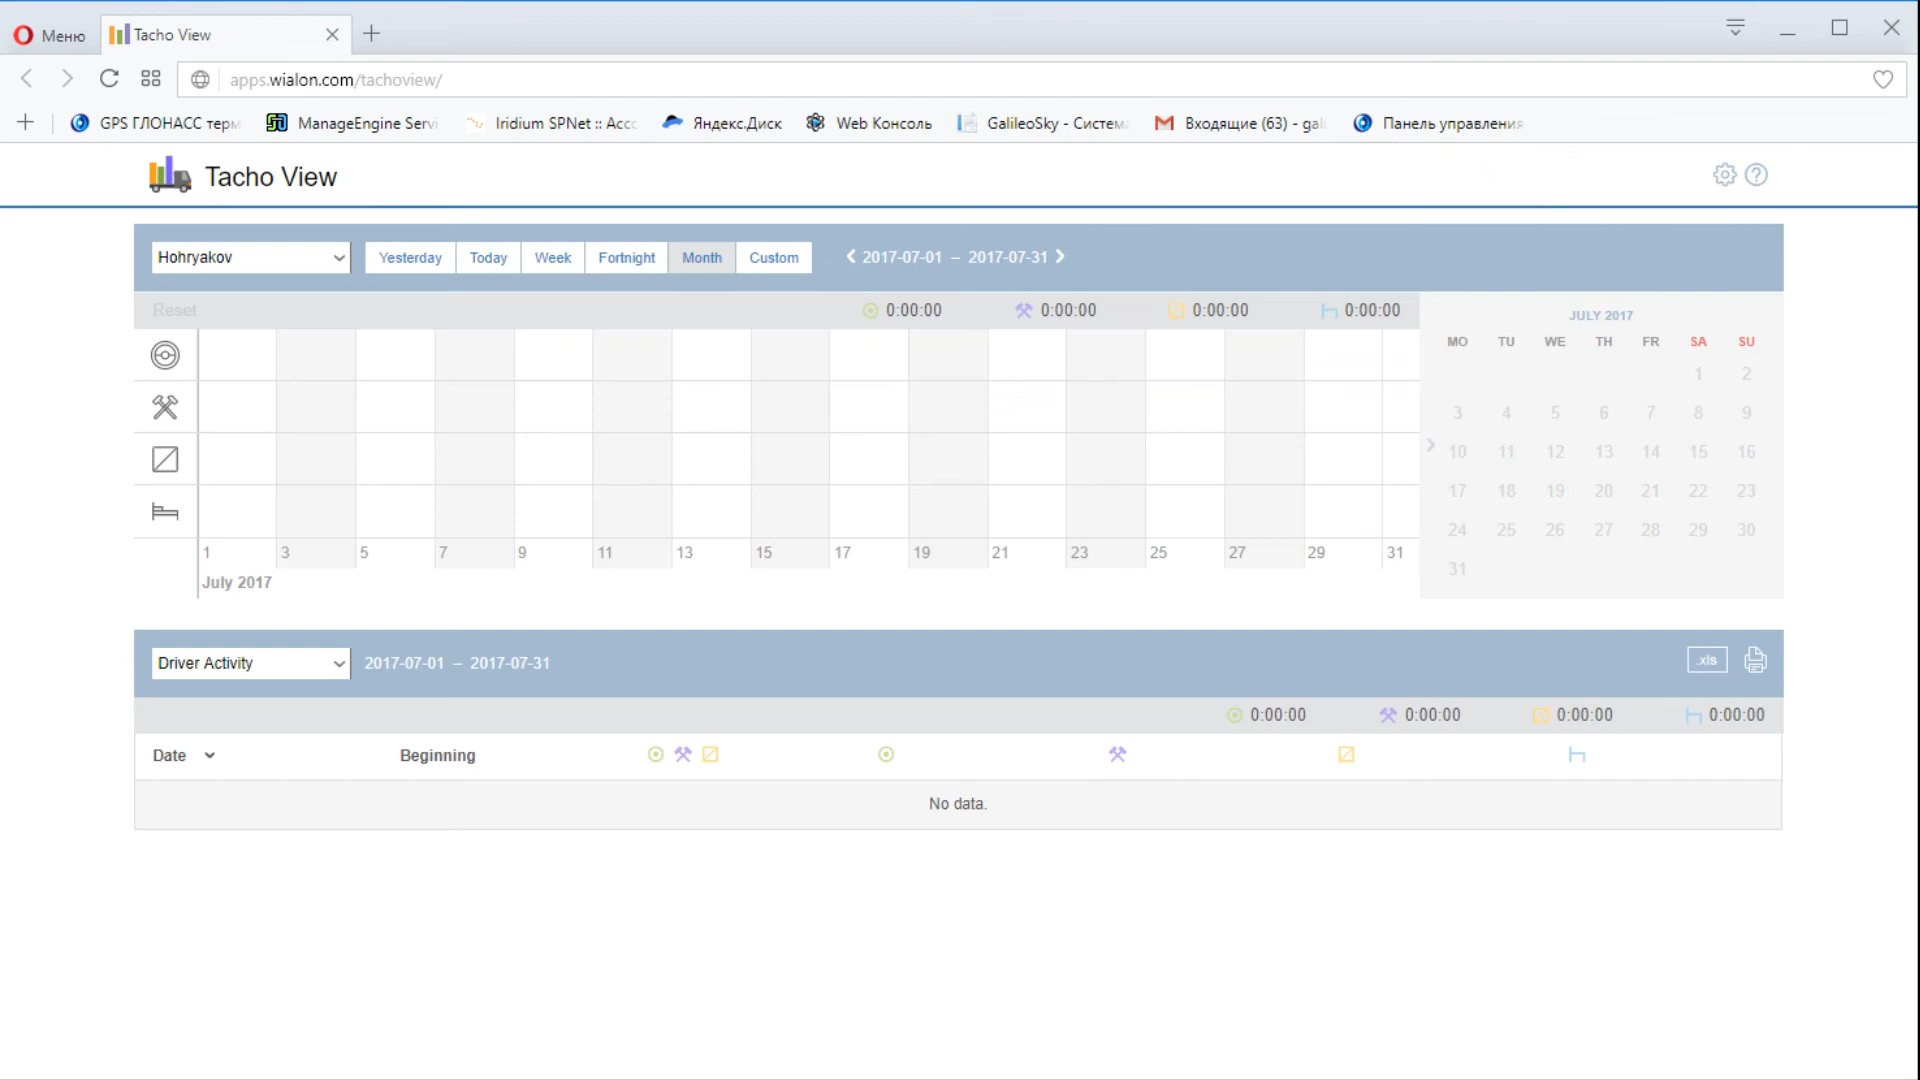 Меню
Tacho View
apps.wialon.com/tachoview/
GPS ГЛОНАСС терм
ManageEngine Servi
Iridium SPNet :: Acc
Яндекс.Диск
Web Консоль
GalileoSky - Система
Входящие (63) - gal
Панель управления
Tacho View
Hohryakov
Yesterday
Today
Week
Fortnight
Month
Custom
2017-07-01 – 2017-07-31
Reset
0:00:00
0:00:00
0:00:00
0:00:00
JULY 2017
MO TU WE TH FR SA SU
1 2
3 4 5 6 7 8 9
10 11 12 13 14 15 16
17 18 19 20 21 22 23
24 25 26 27 28 29 30
31
1 3 5 7 9 11 13 15 17 19 21 23 25 27 29 31
July 2017
Driver Activity
2017-07-01 – 2017-07-31
.xls
0:00:00
0:00:00
0:00:00
0:00:00
Date
Beginning
No data.